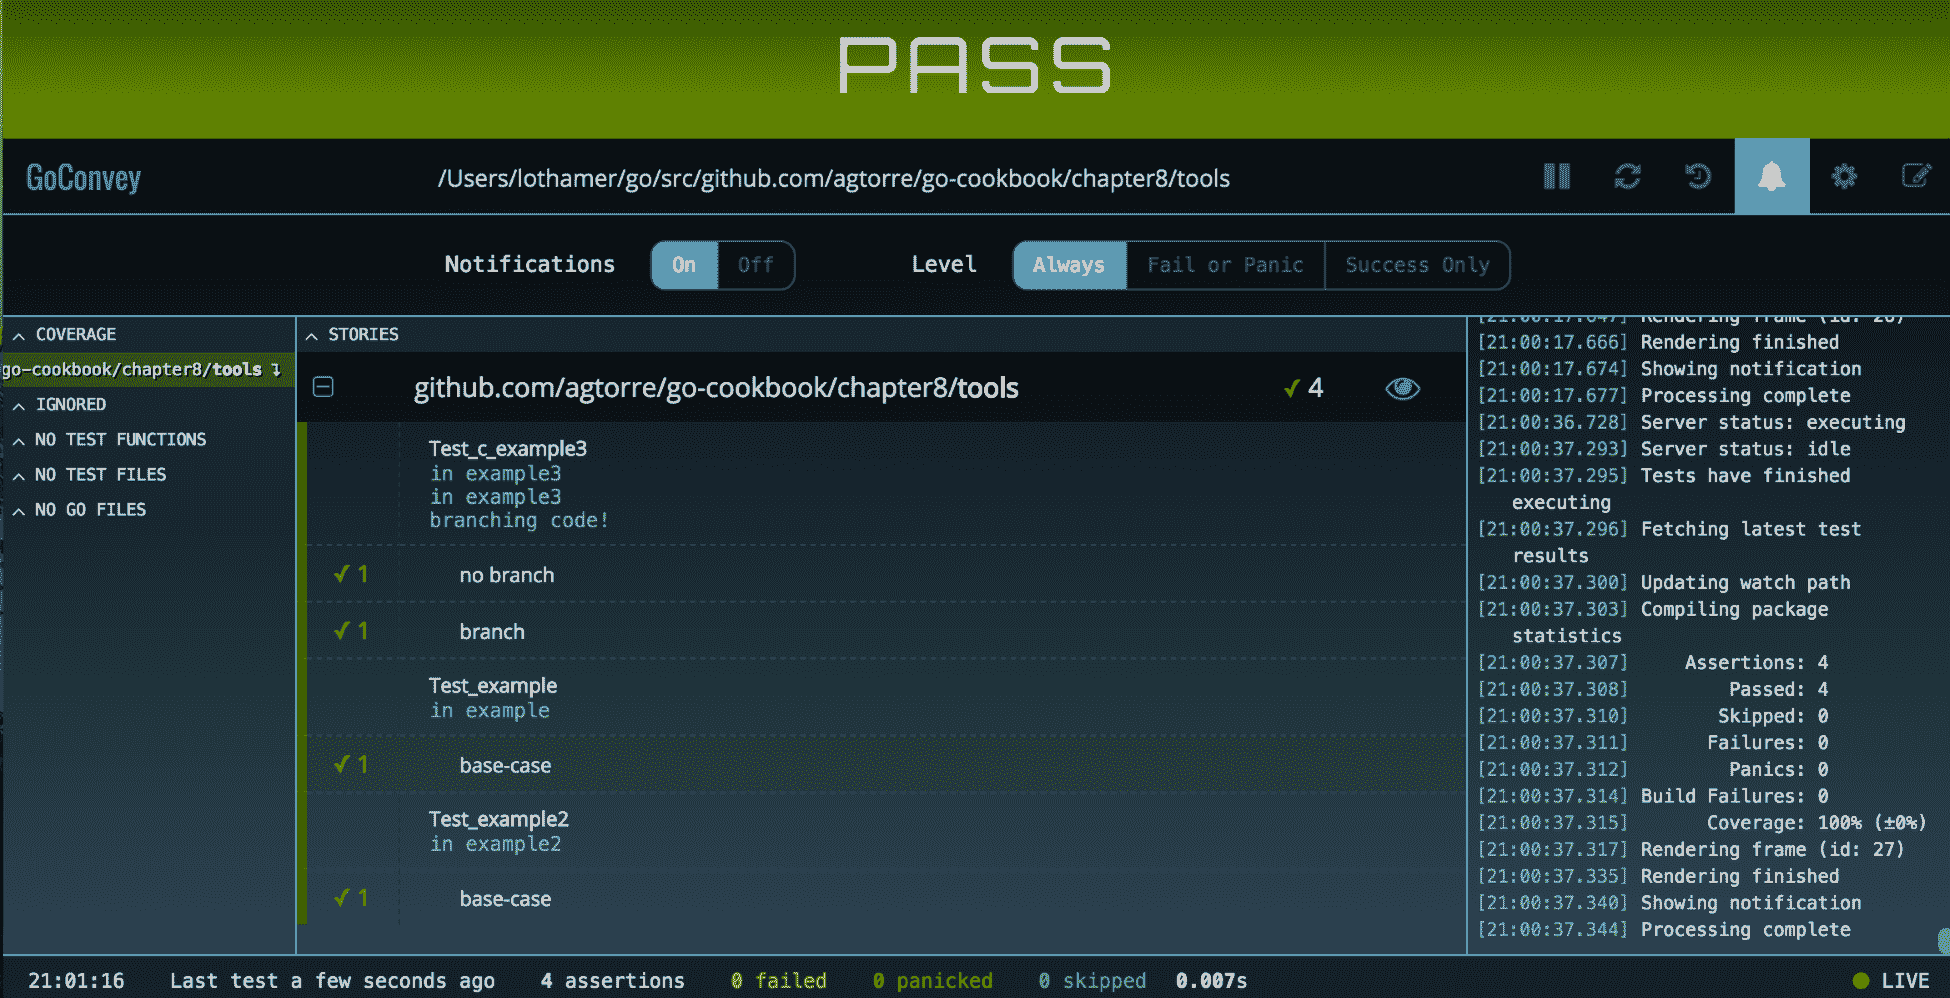 PASS
GoConvey
/Users/lothamer/go/src/github.com/agtorre/go-cookbook/chapter8/tools
Notifications On Off Level Always Fail or Panic Success Only
COVERAGE
go-cookbook/chapter8/tools
IGNORED
NO TEST FUNCTIONS
NO TEST FILES
NO GO FILES
STORIES
github.com/agtorre/go-cookbook/chapter8/tools ✓ 4
Test_c_example3
in example3
in example3
branching code!
✓ 1 no branch
✓ 1 branch
Test_example
in example
✓ 1 base-case
Test_example2
in example2
✓ 1 base-case
[21:00:17.647] Rendering frame (id: 26)
[21:00:17.666] Rendering finished
[21:00:17.674] Showing notification
[21:00:17.677] Processing complete
[21:00:36.728] Server status: executing
[21:00:37.293] Server status: idle
[21:00:37.295] Tests have finished
executing
[21:00:37.296] Fetching latest test
results
[21:00:37.300] Updating watch path
[21:00:37.303] Compiling package
statistics
[21:00:37.307] Assertions: 4
[21:00:37.308] Passed: 4
[21:00:37.310] Skipped: 0
[21:00:37.311] Failures: 0
[21:00:37.312] Panics: 0
[21:00:37.314] Build Failures: 0
[21:00:37.315] Coverage: 100% (±0%)
[21:00:37.317] Rendering frame (id: 27)
[21:00:37.335] Rendering finished
[21:00:37.340] Showing notification
[21:00:37.344] Processing complete
21:01:16 Last test a few seconds ago 4 assertions 0 failed 0 panicked 0 skipped 0.007s LIVE